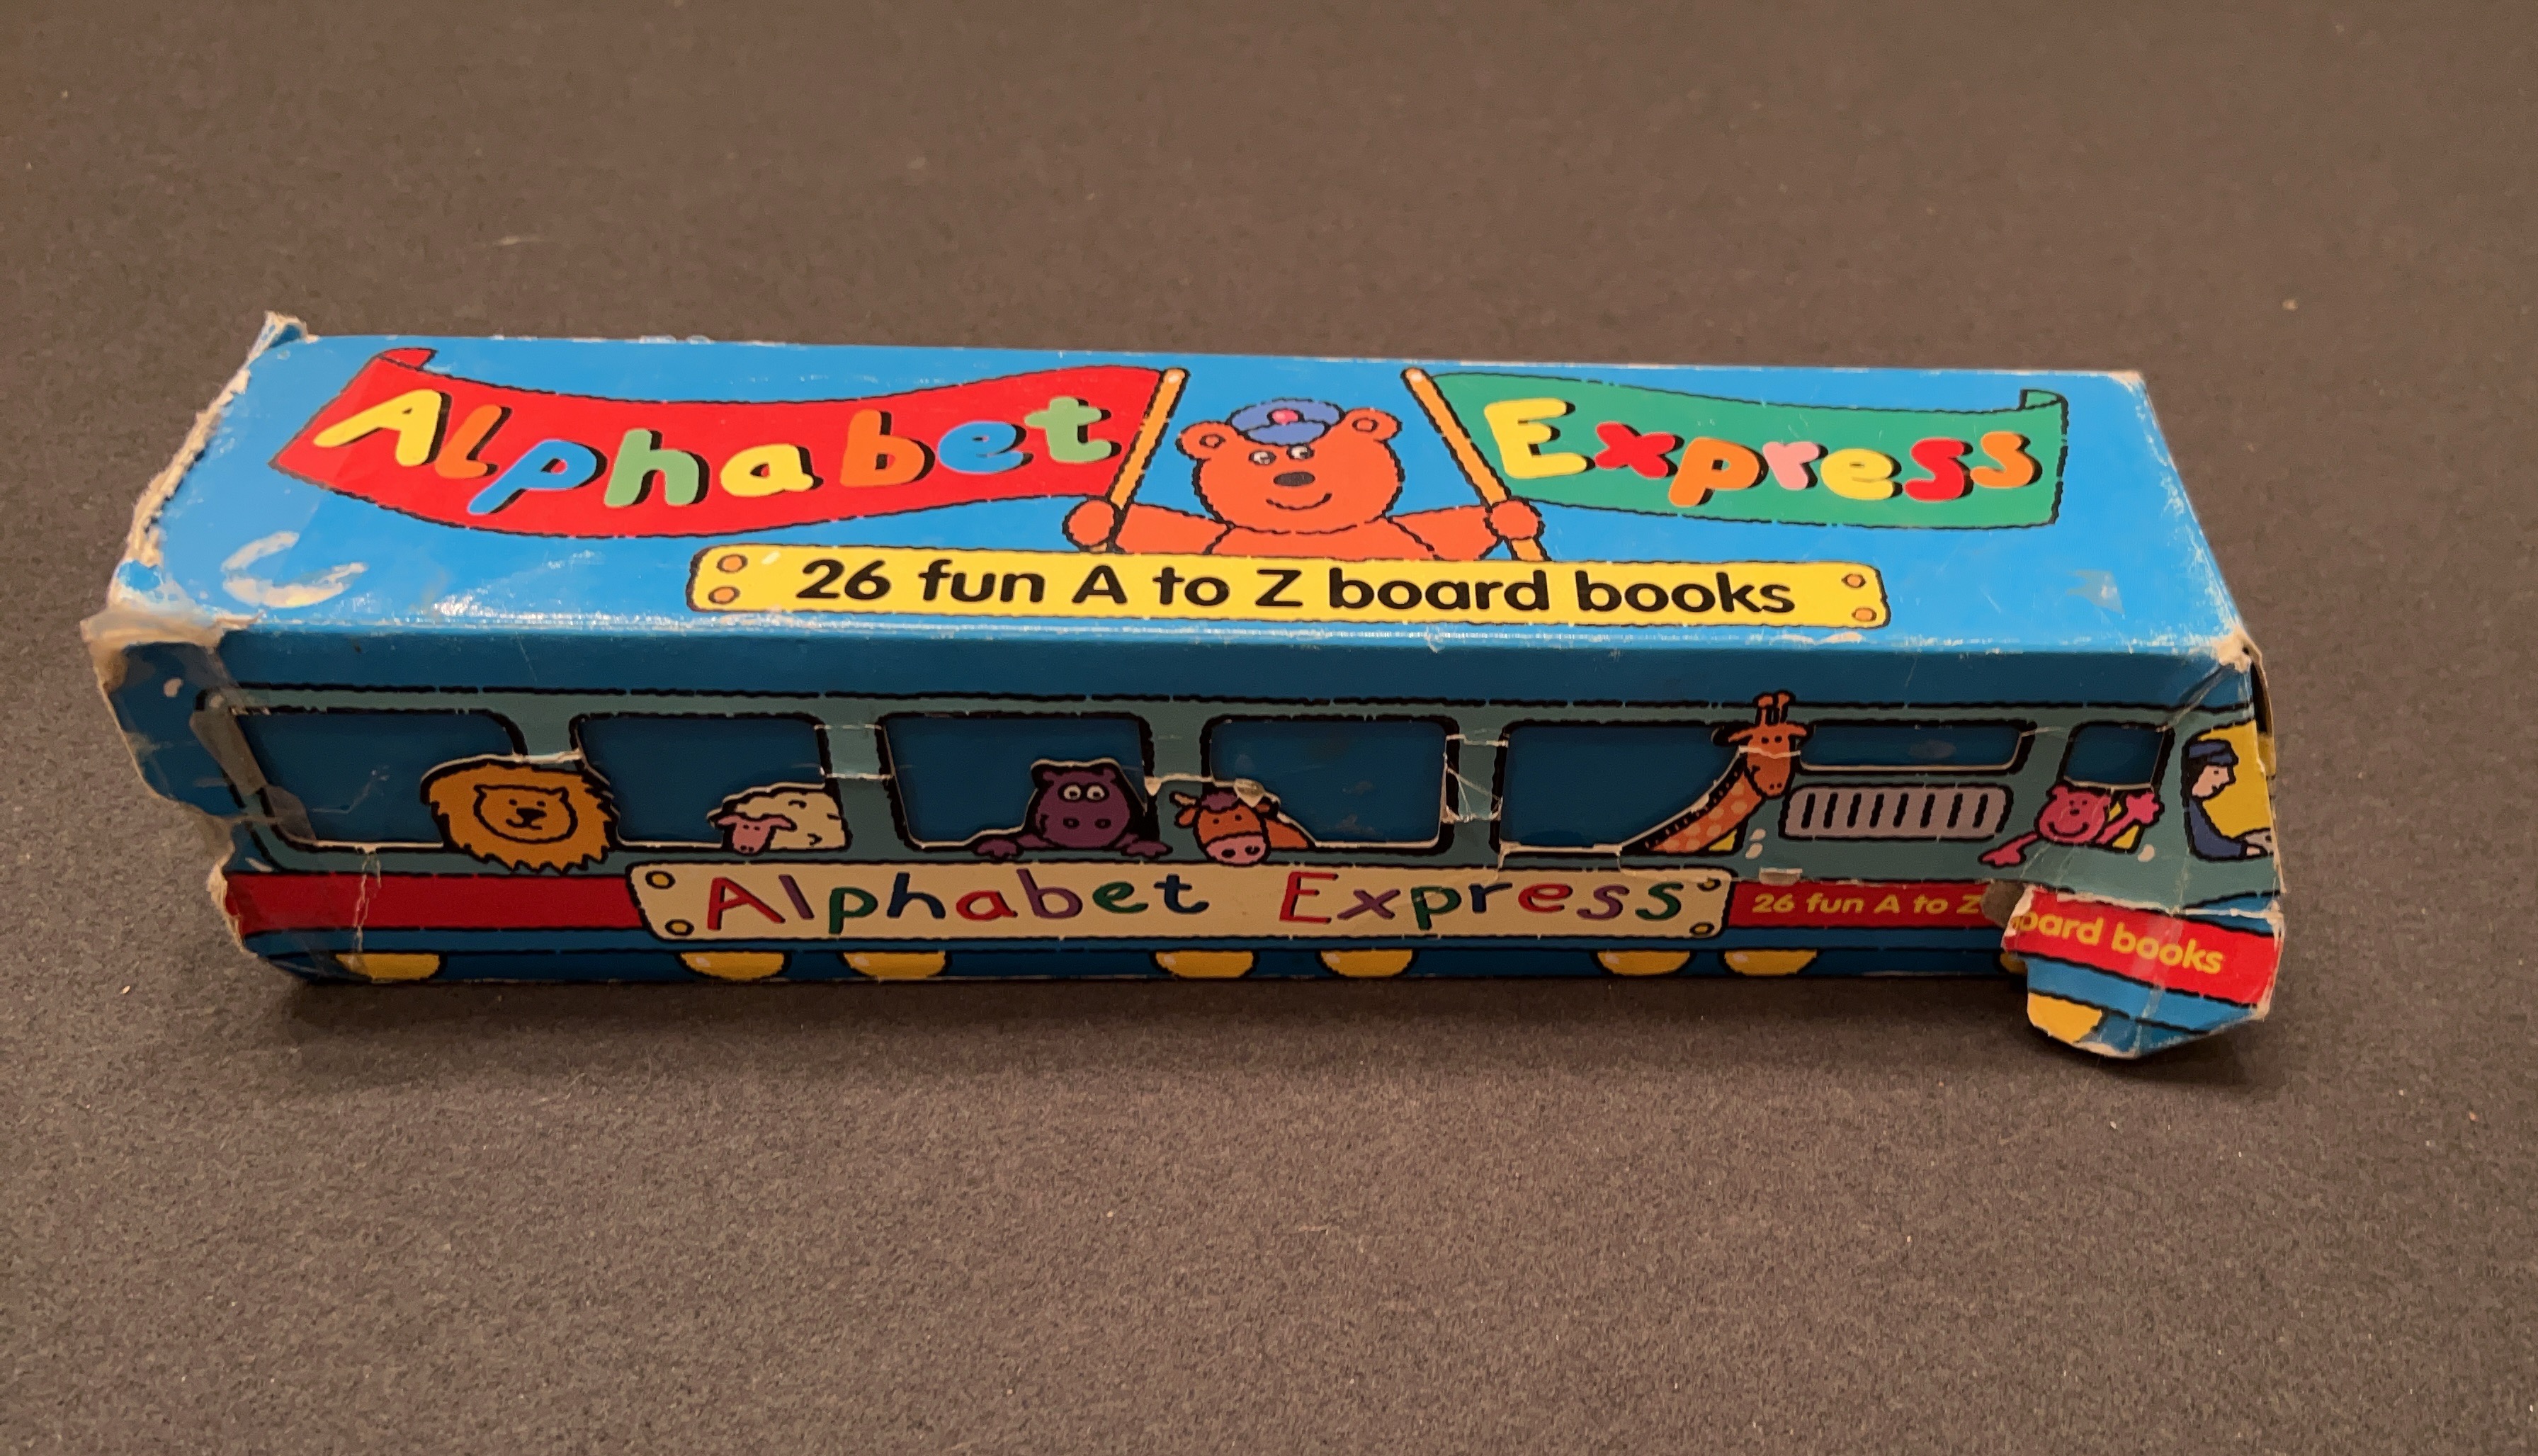 Alphabet Express
26 fun A to Z board books
Alphabet Express
26 fun A to Z board books